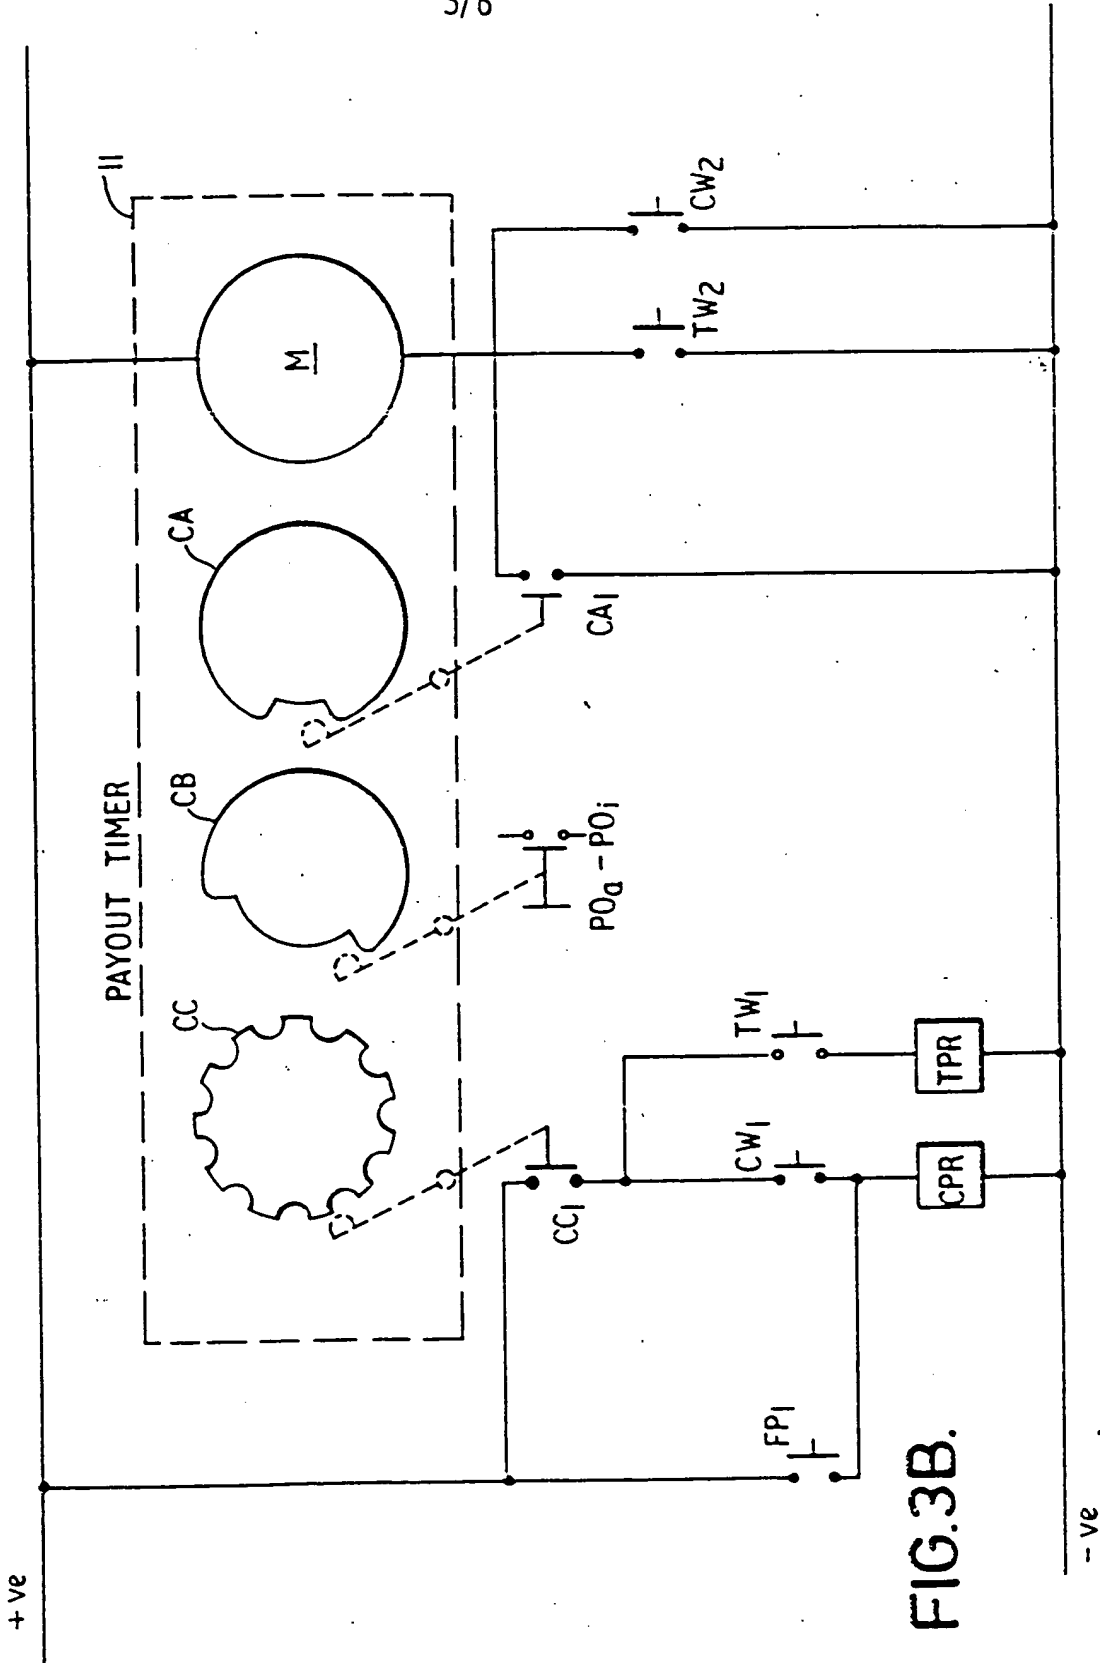 +ve
PAYOUT TIMER
11
CC
CB
CA
M
CC1
POa – POi
CA1
FP1
CW1
TW1
TW2
CW2
CPR
TPR
FIG.3B.
– ve